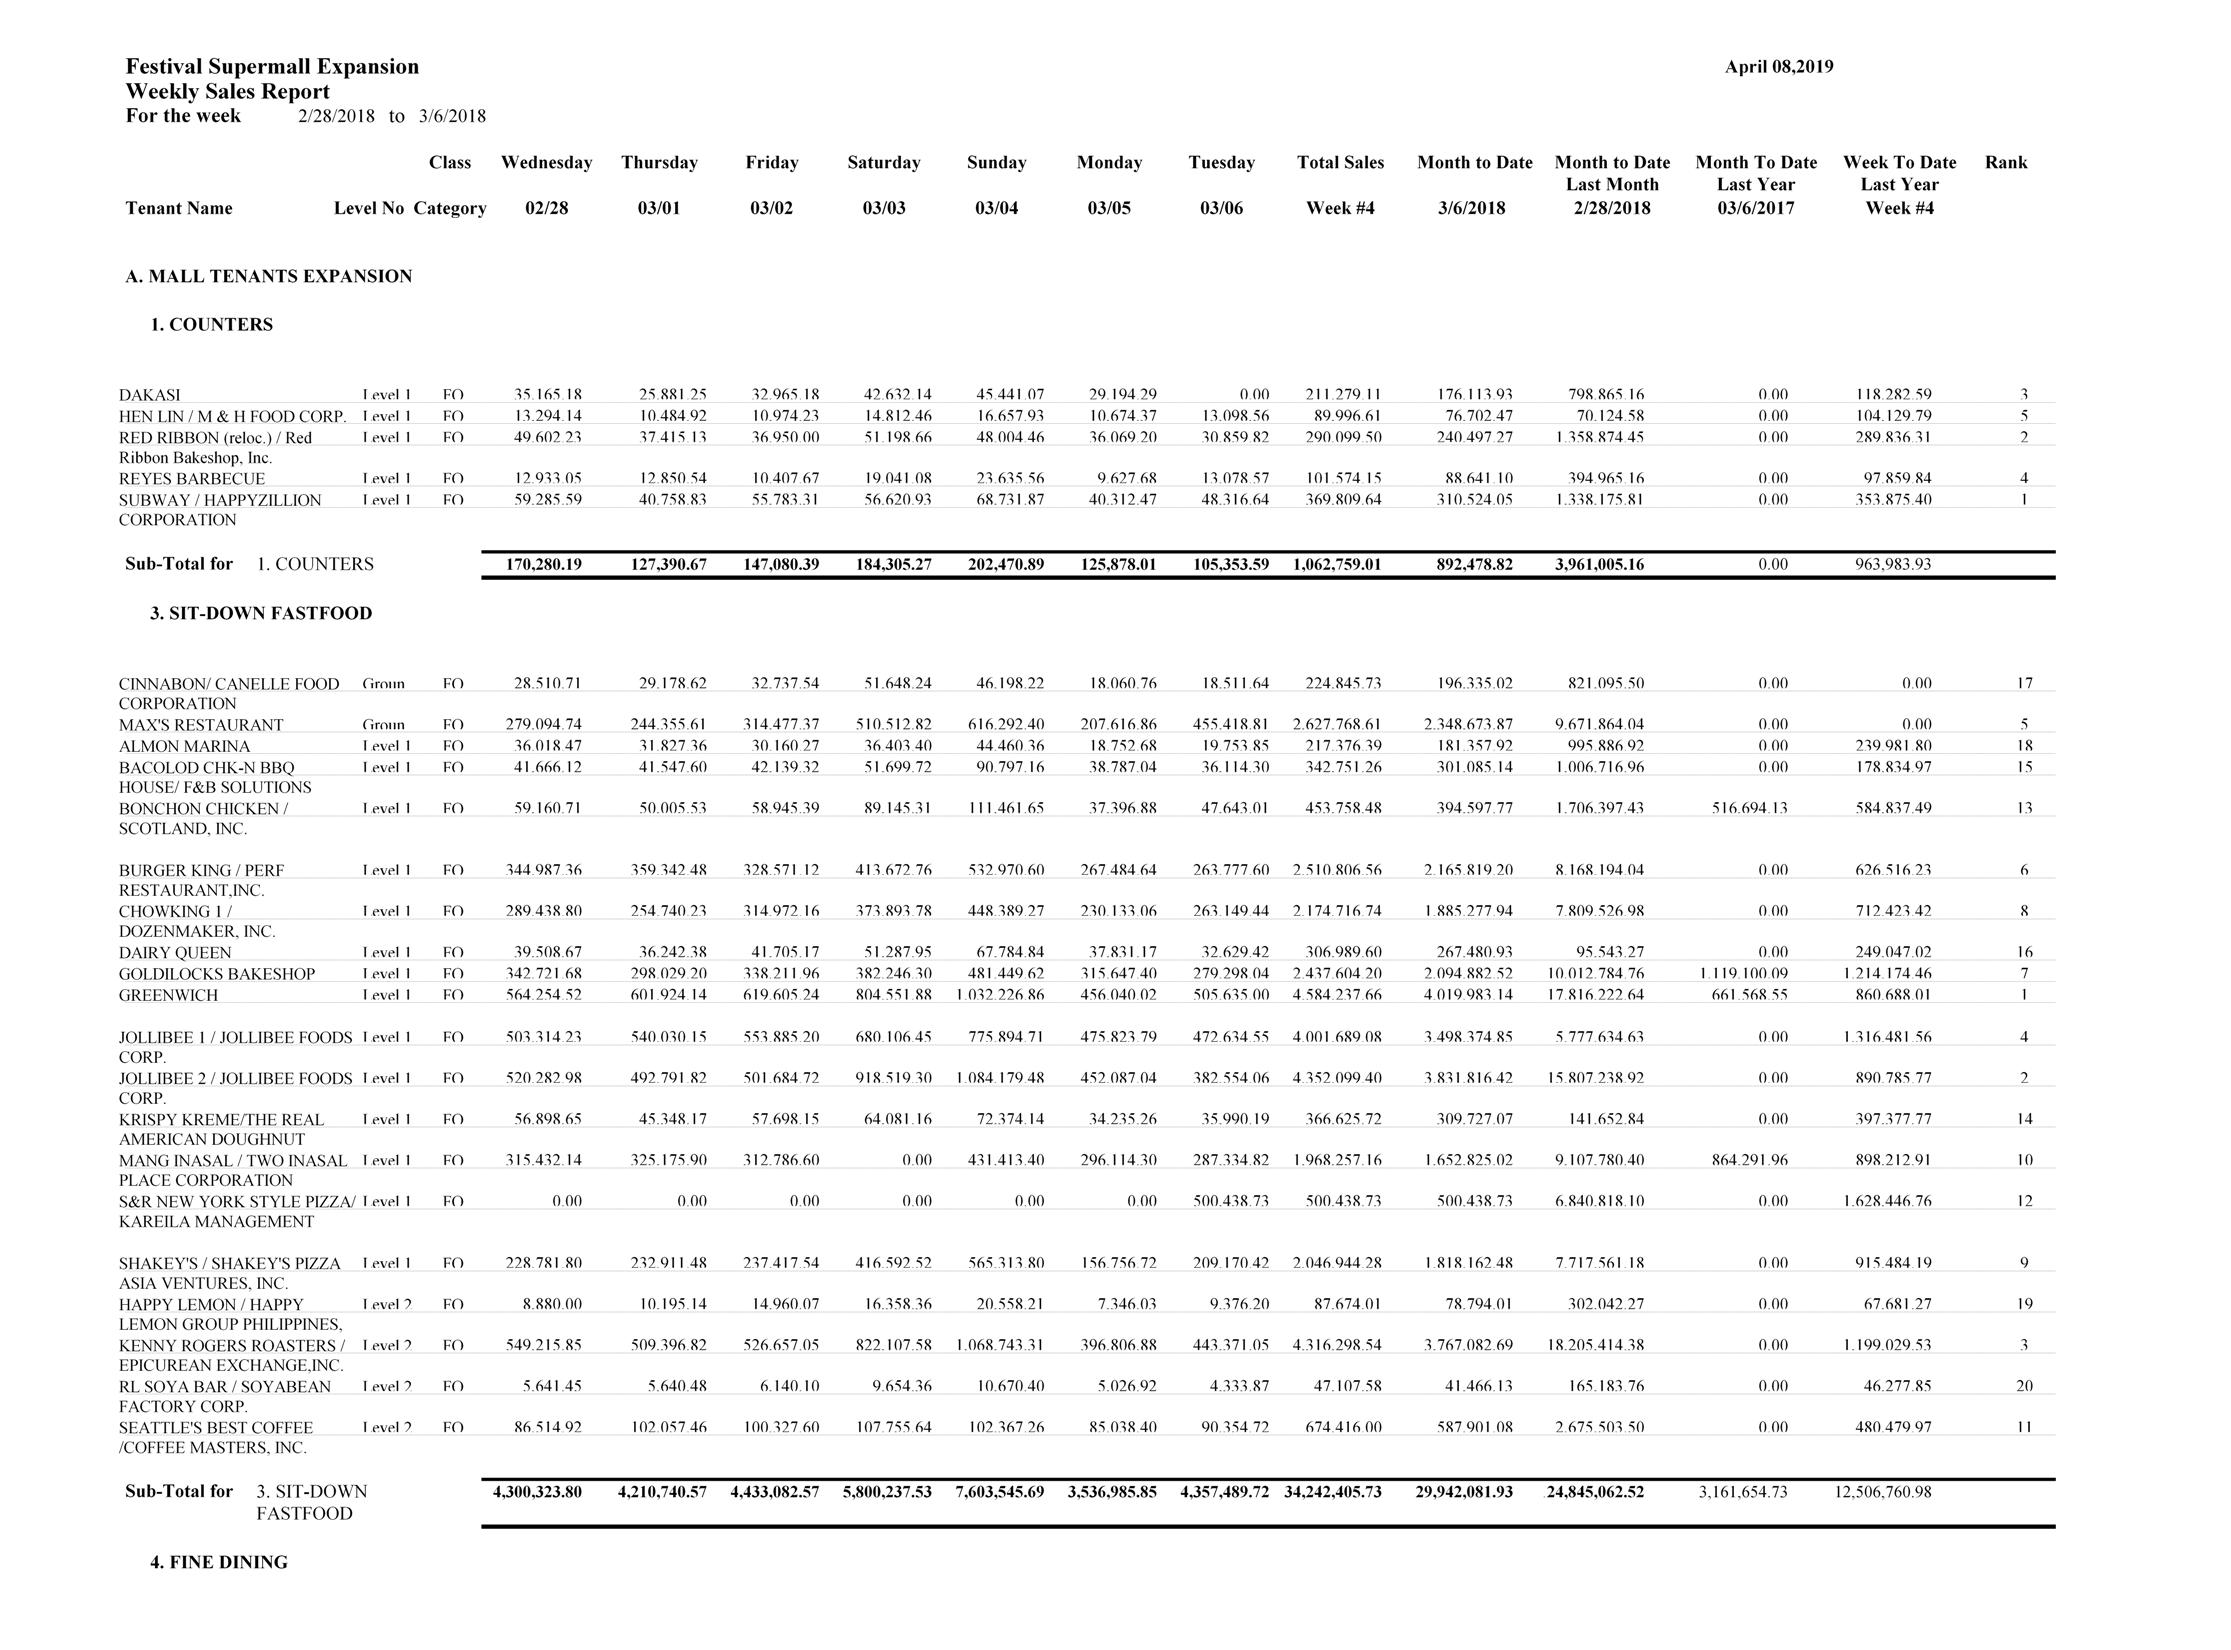 Festival Supermall Expansion April 08,2019
Weekly Sales Report
For the week 2/28/2018 to 3/6/2018
Class Wednesday Thursday Friday Saturday Sunday Monday Tuesday Total Sales Month to Date Month to Date Month To Date Week To Date Rank
Last Month Last Year Last Year
Tenant Name Level No Category 02/28 03/01 03/02 03/03 03/04 03/05 03/06 Week #4 3/6/2018 2/28/2018 03/6/2017 Week #4
A. MALL TENANTS EXPANSION
1. COUNTERS
DAKASI Level 1 FO 35,165.18 25,881.25 32,965.18 42,632.14 45,441.07 29,194.29 0.00 211,279.11 176,113.93 798,865.16 0.00 118,282.59 3
HEN LIN / M & H FOOD CORP. Level 1 FO 13,294.14 10,484.92 10,974.23 14,812.46 16,657.93 10,674.37 13,098.56 89,996.61 76,702.47 70,124.58 0.00 104,129.79 5
RED RIBBON (reloc.) / Red Level 1 FO 49,602.23 37,415.13 36,950.00 51,198.66 48,004.46 36,069.20 30,859.82 290,099.50 240,497.27 1,358,874.45 0.00 289,836.31 2
Ribbon Bakeshop, Inc.
REYES BARBECUE Level 1 FO 12,933.05 12,850.54 10,407.67 19,041.08 23,635.56 9,627.68 13,078.57 101,574.15 88,641.10 394,965.16 0.00 97,859.84 4
SUBWAY / HAPPYZILLION Level 1 FO 59,285.59 40,758.83 55,783.31 56,620.93 68,731.87 40,312.47 48,316.64 369,809.64 310,524.05 1,338,175.81 0.00 353,875.40 1
CORPORATION
Sub-Total for 1. COUNTERS 170,280.19 127,390.67 147,080.39 184,305.27 202,470.89 125,878.01 105,353.59 1,062,759.01 892,478.82 3,961,005.16 0.00 963,983.93
3. SIT-DOWN FASTFOOD
CINNABON/ CANELLE FOOD Groun FO 28,510.71 29,178.62 32,737.54 51,648.24 46,198.22 18,060.76 18,511.64 224,845.73 196,335.02 821,095.50 0.00 0.00 17
CORPORATION
MAX'S RESTAURANT Groun FO 279,094.74 244,355.61 314,477.37 510,512.82 616,292.40 207,616.86 455,418.81 2,627,768.61 2,348,673.87 9,671,864.04 0.00 0.00 5
ALMON MARINA Level 1 FO 36,018.47 31,827.36 30,160.27 36,403.40 44,460.36 18,752.68 19,753.85 217,376.39 181,357.92 995,886.92 0.00 239,981.80 18
BACOLOD CHK-N BBQ Level 1 FO 41,666.12 41,547.60 42,139.32 51,699.72 90,797.16 38,787.04 36,114.30 342,751.26 301,085.14 1,006,716.96 0.00 178,834.97 15
HOUSE/ F&B SOLUTIONS
BONCHON CHICKEN / Level 1 FO 59,160.71 50,005.53 58,945.39 89,145.31 111,461.65 37,396.88 47,643.01 453,758.48 394,597.77 1,706,397.43 516,694.13 584,837.49 13
SCOTLAND, INC.
BURGER KING / PERF Level 1 FO 344,987.36 359,342.48 328,571.12 413,672.76 532,970.60 267,484.64 263,777.60 2,510,806.56 2,165,819.20 8,168,194.04 0.00 626,516.23 6
RESTAURANT,INC.
CHOWKING 1 / Level 1 FO 289,438.80 254,740.23 314,972.16 373,893.78 448,389.27 230,133.06 263,149.44 2,174,716.74 1,885,277.94 7,809,526.98 0.00 712,423.42 8
DOZENMAKER, INC.
DAIRY QUEEN Level 1 FO 39,508.67 36,242.38 41,705.17 51,287.95 67,784.84 37,831.17 32,629.42 306,989.60 267,480.93 95,543.27 0.00 249,047.02 16
GOLDILOCKS BAKESHOP Level 1 FO 342,721.68 298,029.20 338,211.96 382,246.30 481,449.62 315,647.40 279,298.04 2,437,604.20 2,094,882.52 10,012,784.76 1,119,100.09 1,214,174.46 7
GREENWICH Level 1 FO 564,254.52 601,924.14 619,605.24 804,551.88 1,032,226.86 456,040.02 505,635.00 4,584,237.66 4,019,983.14 17,816,222.64 661,568.55 860,688.01 1
JOLLIBEE 1 / JOLLIBEE FOODS Level 1 FO 503,314.23 540,030.15 553,885.20 680,106.45 775,894.71 475,823.79 472,634.55 4,001,689.08 3,498,374.85 5,777,634.63 0.00 1,316,481.56 4
CORP.
JOLLIBEE 2 / JOLLIBEE FOODS Level 1 FO 520,282.98 492,791.82 501,684.72 918,519.30 1,084,179.48 452,087.04 382,554.06 4,352,099.40 3,831,816.42 15,807,238.92 0.00 890,785.77 2
CORP.
KRISPY KREME/THE REAL Level 1 FO 56,898.65 45,348.17 57,698.15 64,081.16 72,374.14 34,235.26 35,990.19 366,625.72 309,727.07 141,652.84 0.00 397,377.77 14
AMERICAN DOUGHNUT
MANG INASAL / TWO INASAL Level 1 FO 315,432.14 325,175.90 312,786.60 0.00 431,413.40 296,114.30 287,334.82 1,968,257.16 1,652,825.02 9,107,780.40 864,291.96 898,212.91 10
PLACE CORPORATION
S&R NEW YORK STYLE PIZZA/ Level 1 FO 0.00 0.00 0.00 0.00 0.00 0.00 500,438.73 500,438.73 500,438.73 6,840,818.10 0.00 1,628,446.76 12
KAREILA MANAGEMENT
SHAKEY'S / SHAKEY'S PIZZA Level 1 FO 228,781.80 232,911.48 237,417.54 416,592.52 565,313.80 156,756.72 209,170.42 2,046,944.28 1,818,162.48 7,717,561.18 0.00 915,484.19 9
ASIA VENTURES, INC.
HAPPY LEMON / HAPPY Level 2 FO 8,880.00 10,195.14 14,960.07 16,358.36 20,558.21 7,346.03 9,376.20 87,674.01 78,794.01 302,042.27 0.00 67,681.27 19
LEMON GROUP PHILIPPINES,
KENNY ROGERS ROASTERS / Level 2 FO 549,215.85 509,396.82 526,657.05 822,107.58 1,068,743.31 396,806.88 443,371.05 4,316,298.54 3,767,082.69 18,205,414.38 0.00 1,199,029.53 3
EPICUREAN EXCHANGE,INC.
RL SOYA BAR / SOYABEAN Level 2 FO 5,641.45 5,640.48 6,140.10 9,654.36 10,670.40 5,026.92 4,333.87 47,107.58 41,466.13 165,183.76 0.00 46,277.85 20
FACTORY CORP.
SEATTLE'S BEST COFFEE Level 2 FO 86,514.92 102,057.46 100,327.60 107,755.64 102,367.26 85,038.40 90,354.72 674,416.00 587,901.08 2,675,503.50 0.00 480,479.97 11
/COFFEE MASTERS, INC.
Sub-Total for 3. SIT-DOWN 4,300,323.80 4,210,740.57 4,433,082.57 5,800,237.53 7,603,545.69 3,536,985.85 4,357,489.72 34,242,405.73 29,942,081.93 24,845,062.52 3,161,654.73 12,506,760.98
FASTFOOD
4. FINE DINING